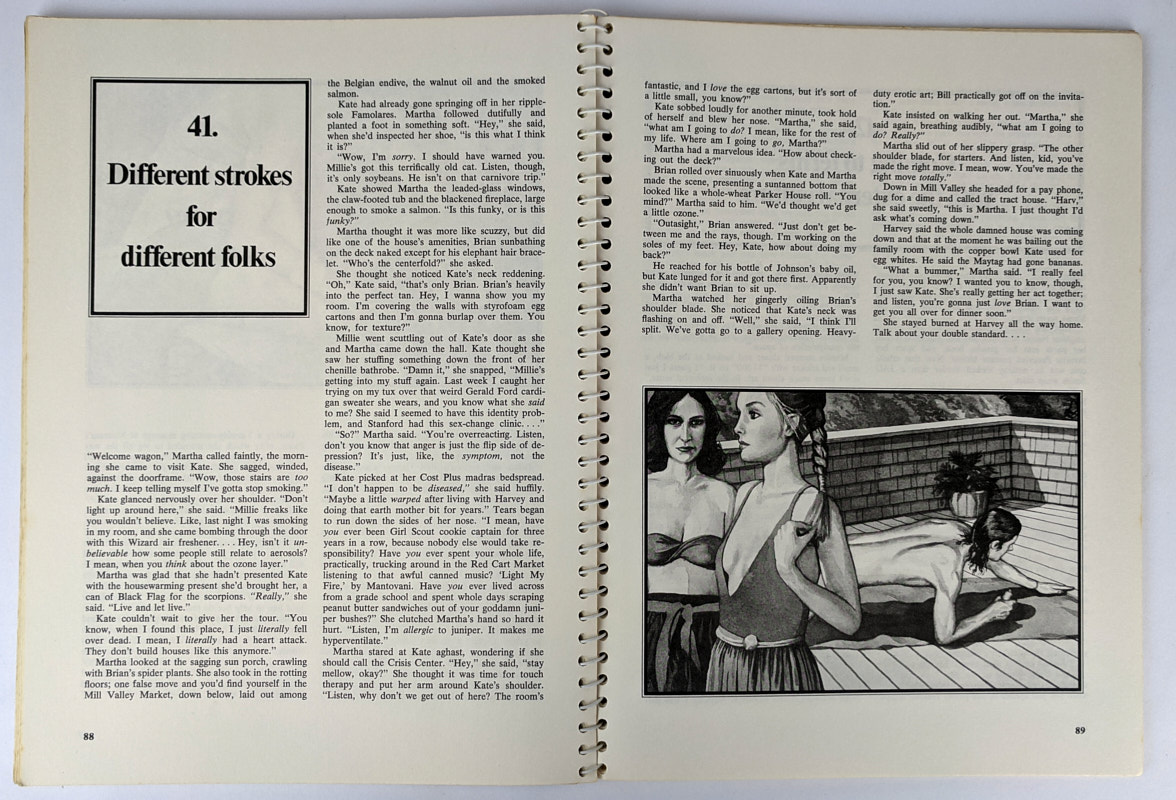 41.
Different strokes
for
different folks
“Welcome wagon,” Martha called faintly, the morn-
ing she came to visit Kate. She sagged, winded,
against the doorframe. “Wow, those stairs are too
much. I keep telling myself I’ve gotta stop smoking.”
Kate glanced nervously over her shoulder. “Don’t
light up around here,” she said. “Millie freaks like
you wouldn’t believe. Like, last night I was smoking
in my room, and she came bombing through the door
with this Wizard air freshener. . . . Hey, isn’t it un-
believable how some people still relate to aerosols?
I mean, when you think about the ozone layer.”
Martha was glad that she hadn’t presented Kate
with the housewarming present she’d brought her, a
can of Black Flag for the scorpions. “Really,” she
said. “Live and let live.”
Kate couldn’t wait to give her the tour. “You
know, when I found this place, I just literally fell
over dead. I mean, I literally had a heart attack.
They don’t build houses like this anymore.”
Martha looked at the sagging sun porch, crawling
with Brian’s spider plants. She also took in the rotting
floors; one false move and you’d find yourself in the
Mill Valley Market, down below, laid out among
the Belgian endive, the walnut oil and the smoked
salmon.
Kate had already gone springing off in her ripple-
sole Famolares. Martha followed dutifully and
planted a foot in something soft. “Hey,” she said,
when she’d inspected her shoe, “is this what I think
it is?”
“Wow, I’m sorry. I should have warned you.
Millie’s got this terrifically old cat. Listen, though,
it’s only soybeans. He isn’t on that carnivore trip.”
Kate showed Martha the leaded-glass windows,
the claw-footed tub and the blackened fireplace, large
enough to smoke a salmon. “Is this funky, or is this
funky?”
Martha thought it was more like scuzzy, but did
like one of the house’s amenities, Brian sunbathing
on the deck naked except for his elephant hair brace-
let. “Who’s the centerfold?” she asked.
She thought she noticed Kate’s neck reddening.
“Oh,” Kate said, “that’s only Brian. Brian’s heavily
into the perfect tan. Hey, I wanna show you my
room. I’m covering the walls with styrofoam egg
cartons and then I’m gonna burlap over them. You
know, for texture?”
Millie went scuttling out of Kate’s door as she
and Martha came down the hall. Kate thought she
saw her stuffing something down the front of her
chenille bathrobe. “Damn it,” she snapped, “Millie’s
getting into my stuff again. Last week I caught her
trying on my tux over that weird Gerald Ford cardi-
gan sweater she wears, and you know what she said
to me? She said I seemed to have this identity prob-
lem, and Stanford had this sex-change clinic. . . .”
“So?” Martha said. “You’re overreacting. Listen,
don’t you know that anger is just the flip side of de-
pression? It’s just, like, the symptom, not the
disease.”
Kate picked at her Cost Plus madras bedspread.
“I don’t happen to be diseased,” she said huffily.
“Maybe a little warped after living with Harvey and
doing that earth mother bit for years.” Tears began
to run down the sides of her nose. “I mean, have
you ever been Girl Scout cookie captain for three
years in a row, because nobody else would take re-
sponsibility? Have you ever spent your whole life,
practically, trucking around in the Red Cart Market
listening to that awful canned music? ‘Light My
Fire,’ by Mantovani. Have you ever lived across
from a grade school and spent whole days scraping
peanut butter sandwiches out of your goddamn juni-
per bushes?” She clutched Martha’s hand so hard it
hurt. “Listen, I’m allergic to juniper. It makes me
hyperventilate.”
Martha stared at Kate aghast, wondering if she
should call the Crisis Center. “Hey,” she said, “stay
mellow, okay?” She thought it was time for touch
therapy and put her arm around Kate’s shoulder.
“Listen, why don’t we get out of here? The room’s
88
fantastic, and I love the egg cartons, but it’s sort of
a little small, you know?”
Kate sobbed loudly for another minute, took hold
of herself and blew her nose. “Martha,” she said,
“what am I going to do? I mean, like for the rest of
my life. Where am I going to go, Martha?”
Martha had a marvelous idea. “How about check-
ing out the deck?”
Brian rolled over sinuously when Kate and Martha
made the scene, presenting a suntanned bottom that
looked like a whole-wheat Parker House roll. “You
mind?” Martha said to him. “We’d thought we’d get
a little ozone.”
“Outasight,” Brian answered. “Just don’t get be-
tween me and the rays, though. I’m working on the
soles of my feet. Hey, Kate, how about doing my
back?”
He reached for his bottle of Johnson’s baby oil,
but Kate lunged for it and got there first. Apparently
she didn’t want Brian to sit up.
Martha watched her gingerly oiling Brian’s
shoulder blade. She noticed that Kate’s neck was
flashing on and off. “Well,” she said, “I think I’ll
split. We’ve gotta go to a gallery opening. Heavy-
duty erotic art; Bill practically got off on the invita-
tion.”
Kate insisted on walking her out. “Martha,” she
said again, breathing audibly, “what am I going to
do? Really?”
Martha slid out of her slippery grasp. “The other
shoulder blade, for starters. And listen, kid, you’ve
made the right move. I mean, wow. You’ve made the
right move totally.”
Down in Mill Valley she headed for a pay phone,
dug for a dime and called the tract house. “Harv,”
she said sweetly, “this is Martha. I just thought I’d
ask what’s coming down.”
Harvey said the whole damned house was coming
down and that at the moment he was bailing out the
family room with the copper bowl Kate used for
egg whites. He said the Maytag had gone bananas.
“What a bummer,” Martha said. “I really feel
for you, you know? I wanted you to know, though,
I just saw Kate. She’s really getting her act together;
and listen, you’re gonna just love Brian. I want to
get you all over for dinner soon.”
She stayed burned at Harvey all the way home.
Talk about your double standard. . . .
89